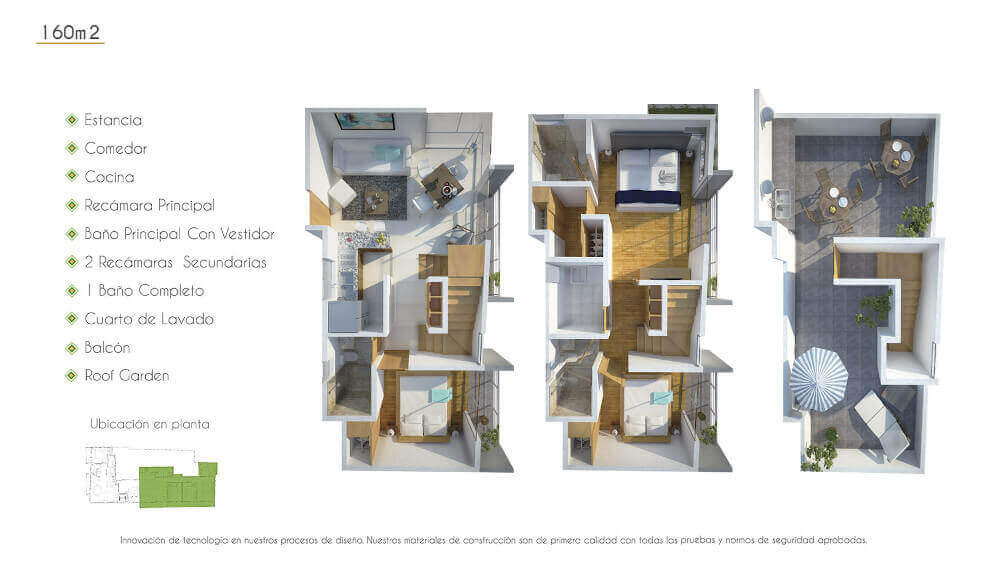 160m2
Estancia
Comedor
Cocina
Recámara Principal
Baño Principal Con Vestidor
2 Recámaras Secundarias
1 Baño Completo
Cuarto de Lavado
Balcón
Roof Garden
Ubicación en planta
Innovación de tecnología en nuestros procesos de diseño. Nuestros materiales de construcción son de primera calidad con todas las pruebas y normas de seguridad aprobadas.